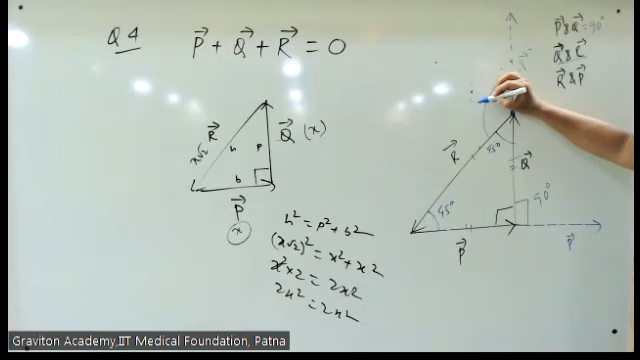 Q4 P⃗ + Q⃗ + R⃗ = 0
P⃗ & Q⃗ = 90°
Q⃗ & R⃗
R⃗ & P⃗
R⃗
x√2
h
p
Q⃗ (x)
b
P⃗
x
h² = p² + b²
(x√2)² = x² + x²
x² × 2 = 2x²
2x² = 2x²
R⃗
45°
Q⃗
45°
90°
P⃗
P⃗
Graviton Academy,IIT Medical Foundation, Patna